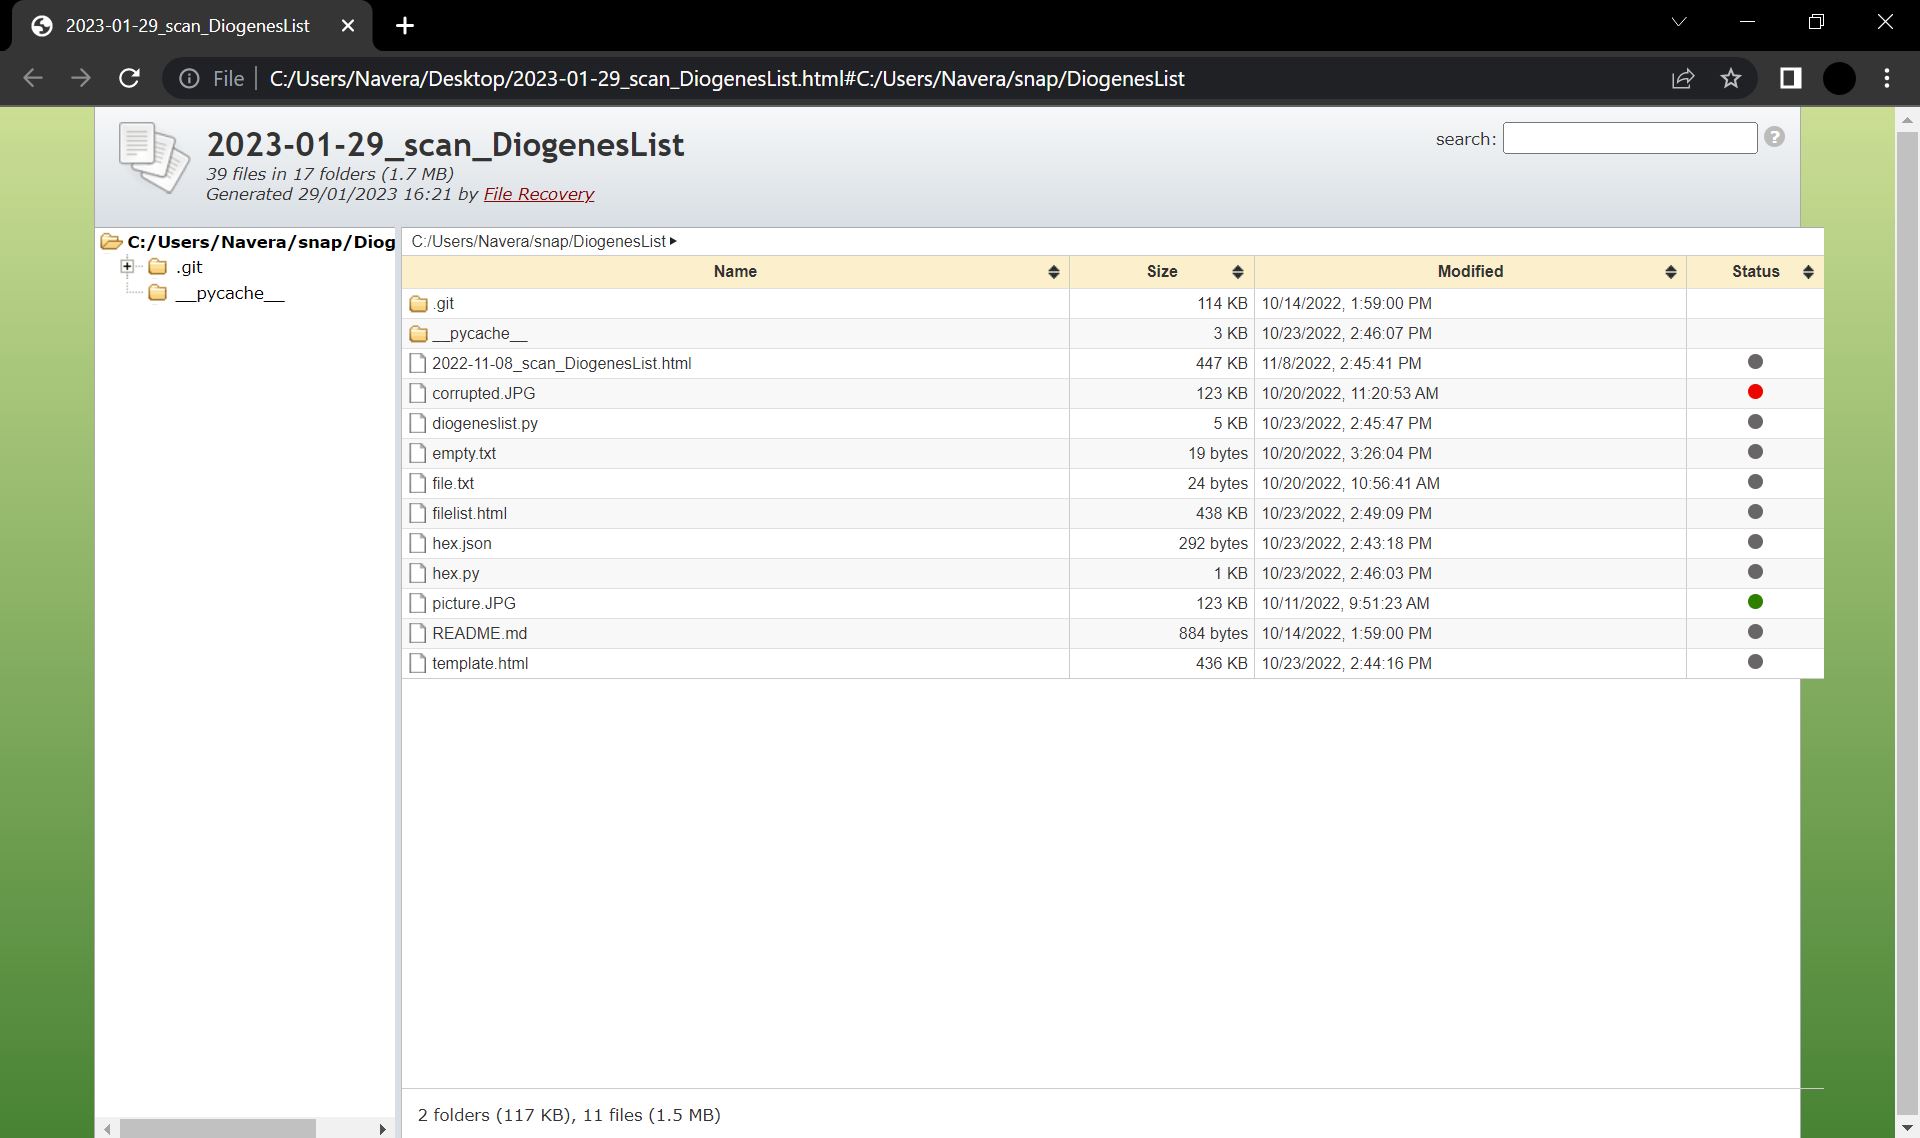 2023-01-29_scan_DiogenesList
File C:/Users/Navera/Desktop/2023-01-29_scan_DiogenesList.html#C:/Users/Navera/snap/DiogenesList
2023-01-29_scan_DiogenesList
39 files in 17 folders (1.7 MB)
Generated 29/01/2023 16:21 by File Recovery
search:
?
C:/Users/Navera/snap/Diog
.git
__pycache__
C:/Users/Navera/snap/DiogenesList
Name Size Modified Status
.git 114 KB 10/14/2022, 1:59:00 PM
__pycache__ 3 KB 10/23/2022, 2:46:07 PM
2022-11-08_scan_DiogenesList.html 447 KB 11/8/2022, 2:45:41 PM
corrupted.JPG 123 KB 10/20/2022, 11:20:53 AM
diogeneslist.py 5 KB 10/23/2022, 2:45:47 PM
empty.txt 19 bytes 10/20/2022, 3:26:04 PM
file.txt 24 bytes 10/20/2022, 10:56:41 AM
filelist.html 438 KB 10/23/2022, 2:49:09 PM
hex.json 292 bytes 10/23/2022, 2:43:18 PM
hex.py 1 KB 10/23/2022, 2:46:03 PM
picture.JPG 123 KB 10/11/2022, 9:51:23 AM
README.md 884 bytes 10/14/2022, 1:59:00 PM
template.html 436 KB 10/23/2022, 2:44:16 PM
2 folders (117 KB), 11 files (1.5 MB)